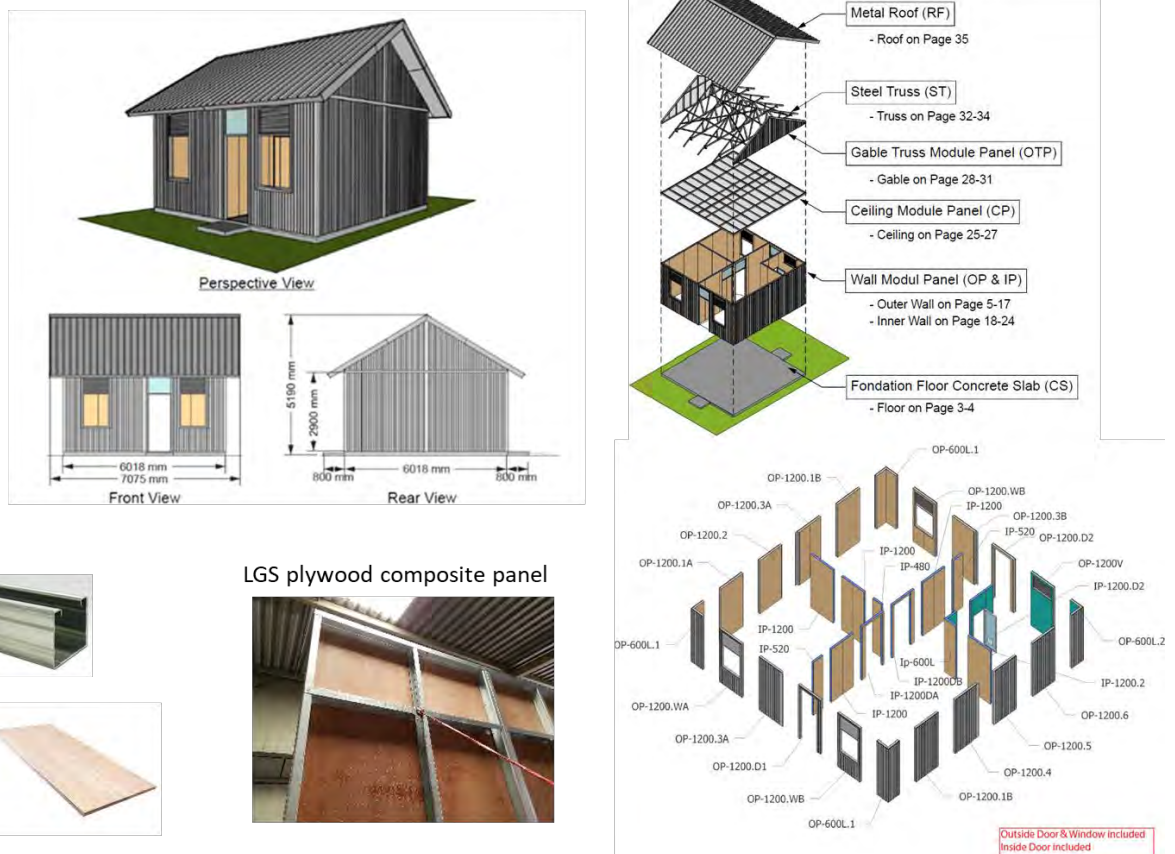 Perspective View
5190 mm
2900 mm
6018 mm
7075 mm
Front View
800 mm
6018 mm
800 mm
Rear View
LGS plywood composite panel
Metal Roof (RF)
- Roof on Page 35
Steel Truss (ST)
- Truss on Page 32-34
Gable Truss Module Panel (OTP)
- Gable on Page 28-31
Ceiling Module Panel (CP)
- Ceiling on Page 25-27
Wall Modul Panel (OP & IP)
- Outer Wall on Page 5-17
- Inner Wall on Page 18-24
Fondation Floor Concrete Slab (CS)
- Floor on Page 3-4
OP-600L.1
OP-1200.1B
OP-1200.WB
IP-1200
OP-1200.3A
OP-1200.3B
IP-520
OP-1200.D2
OP-1200.2
IP-1200
OP-1200V
OP-1200.1A
IP-480
IP-1200.D2
IP-1200
OP-600L.1
OP-600L.2
IP-520
Ip-600L
IP-1200DB
IP-1200.2
OP-1200.WA
IP-1200DA
IP-1200
OP-1200.6
OP-1200.3A
OP-1200.5
OP-1200.D1
OP-1200.4
OP-1200.WB
OP-1200.1B
OP-600L.1
Outside Door & Window included
Inside Door included